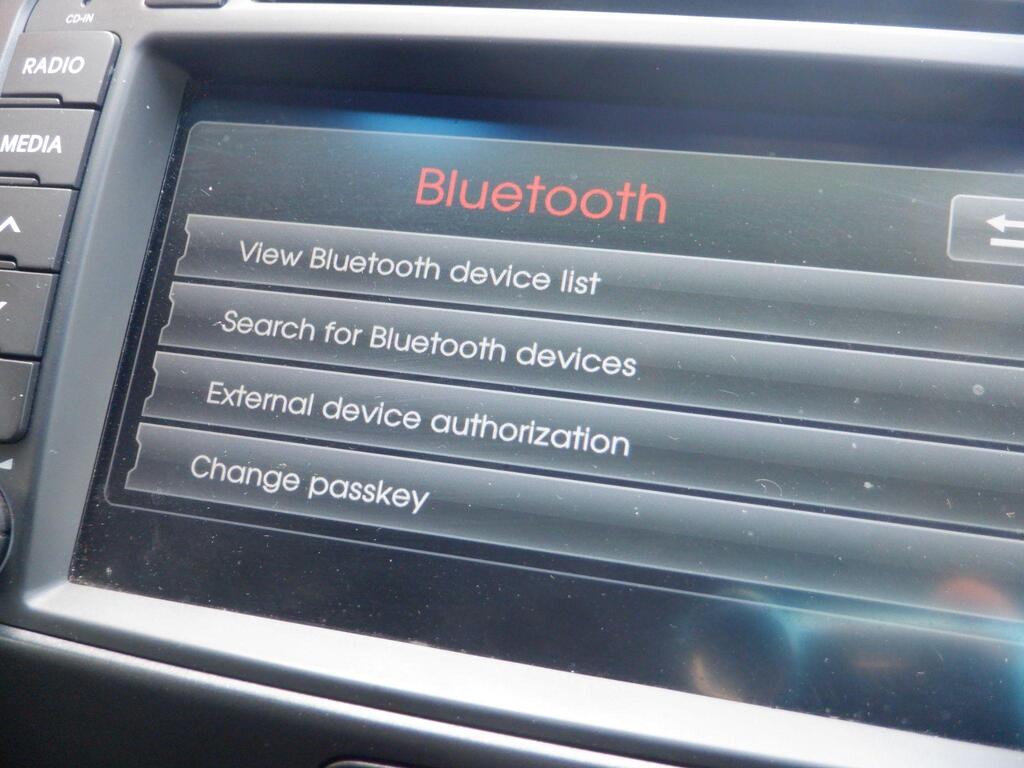 CD-IN
RADIO
MEDIA
Bluetooth
View Bluetooth device list
Search for Bluetooth devices
External device authorization
Change passkey